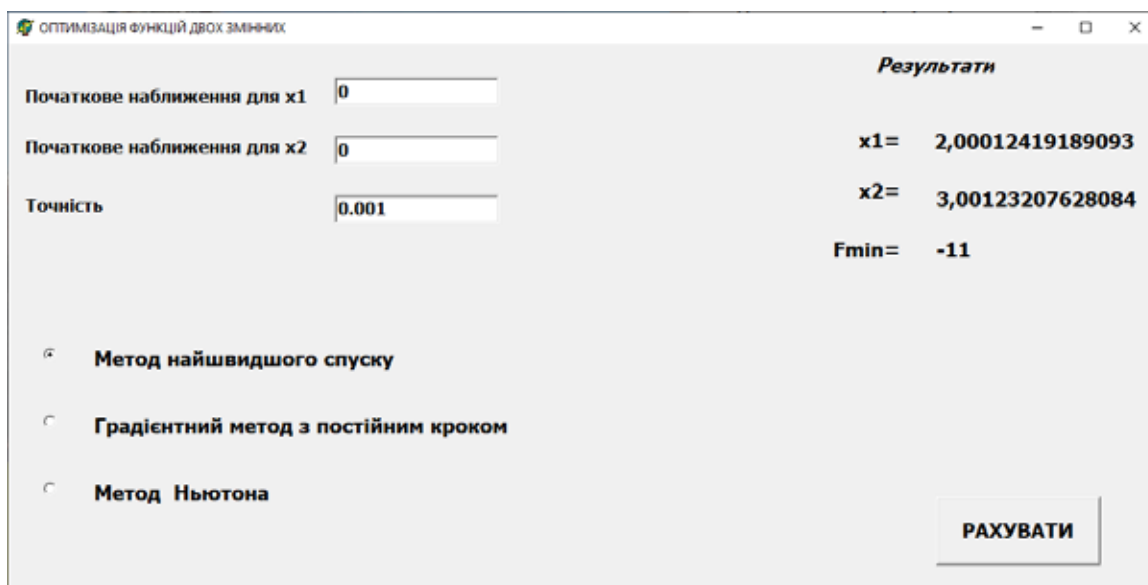 ОПТИМІЗАЦІЯ ФУНКЦІЙ ДВОХ ЗМІННИХ
Результати
Початкове наближення для x1 0
Початкове наближення для x2 0
Точність 0.001
x1= 2,00012419189093
x2= 3,00123207628084
Fmin= -11
Метод найшвидшого спуску
Градієнтний метод з постійним кроком
Метод Ньютона
РАХУВАТИ